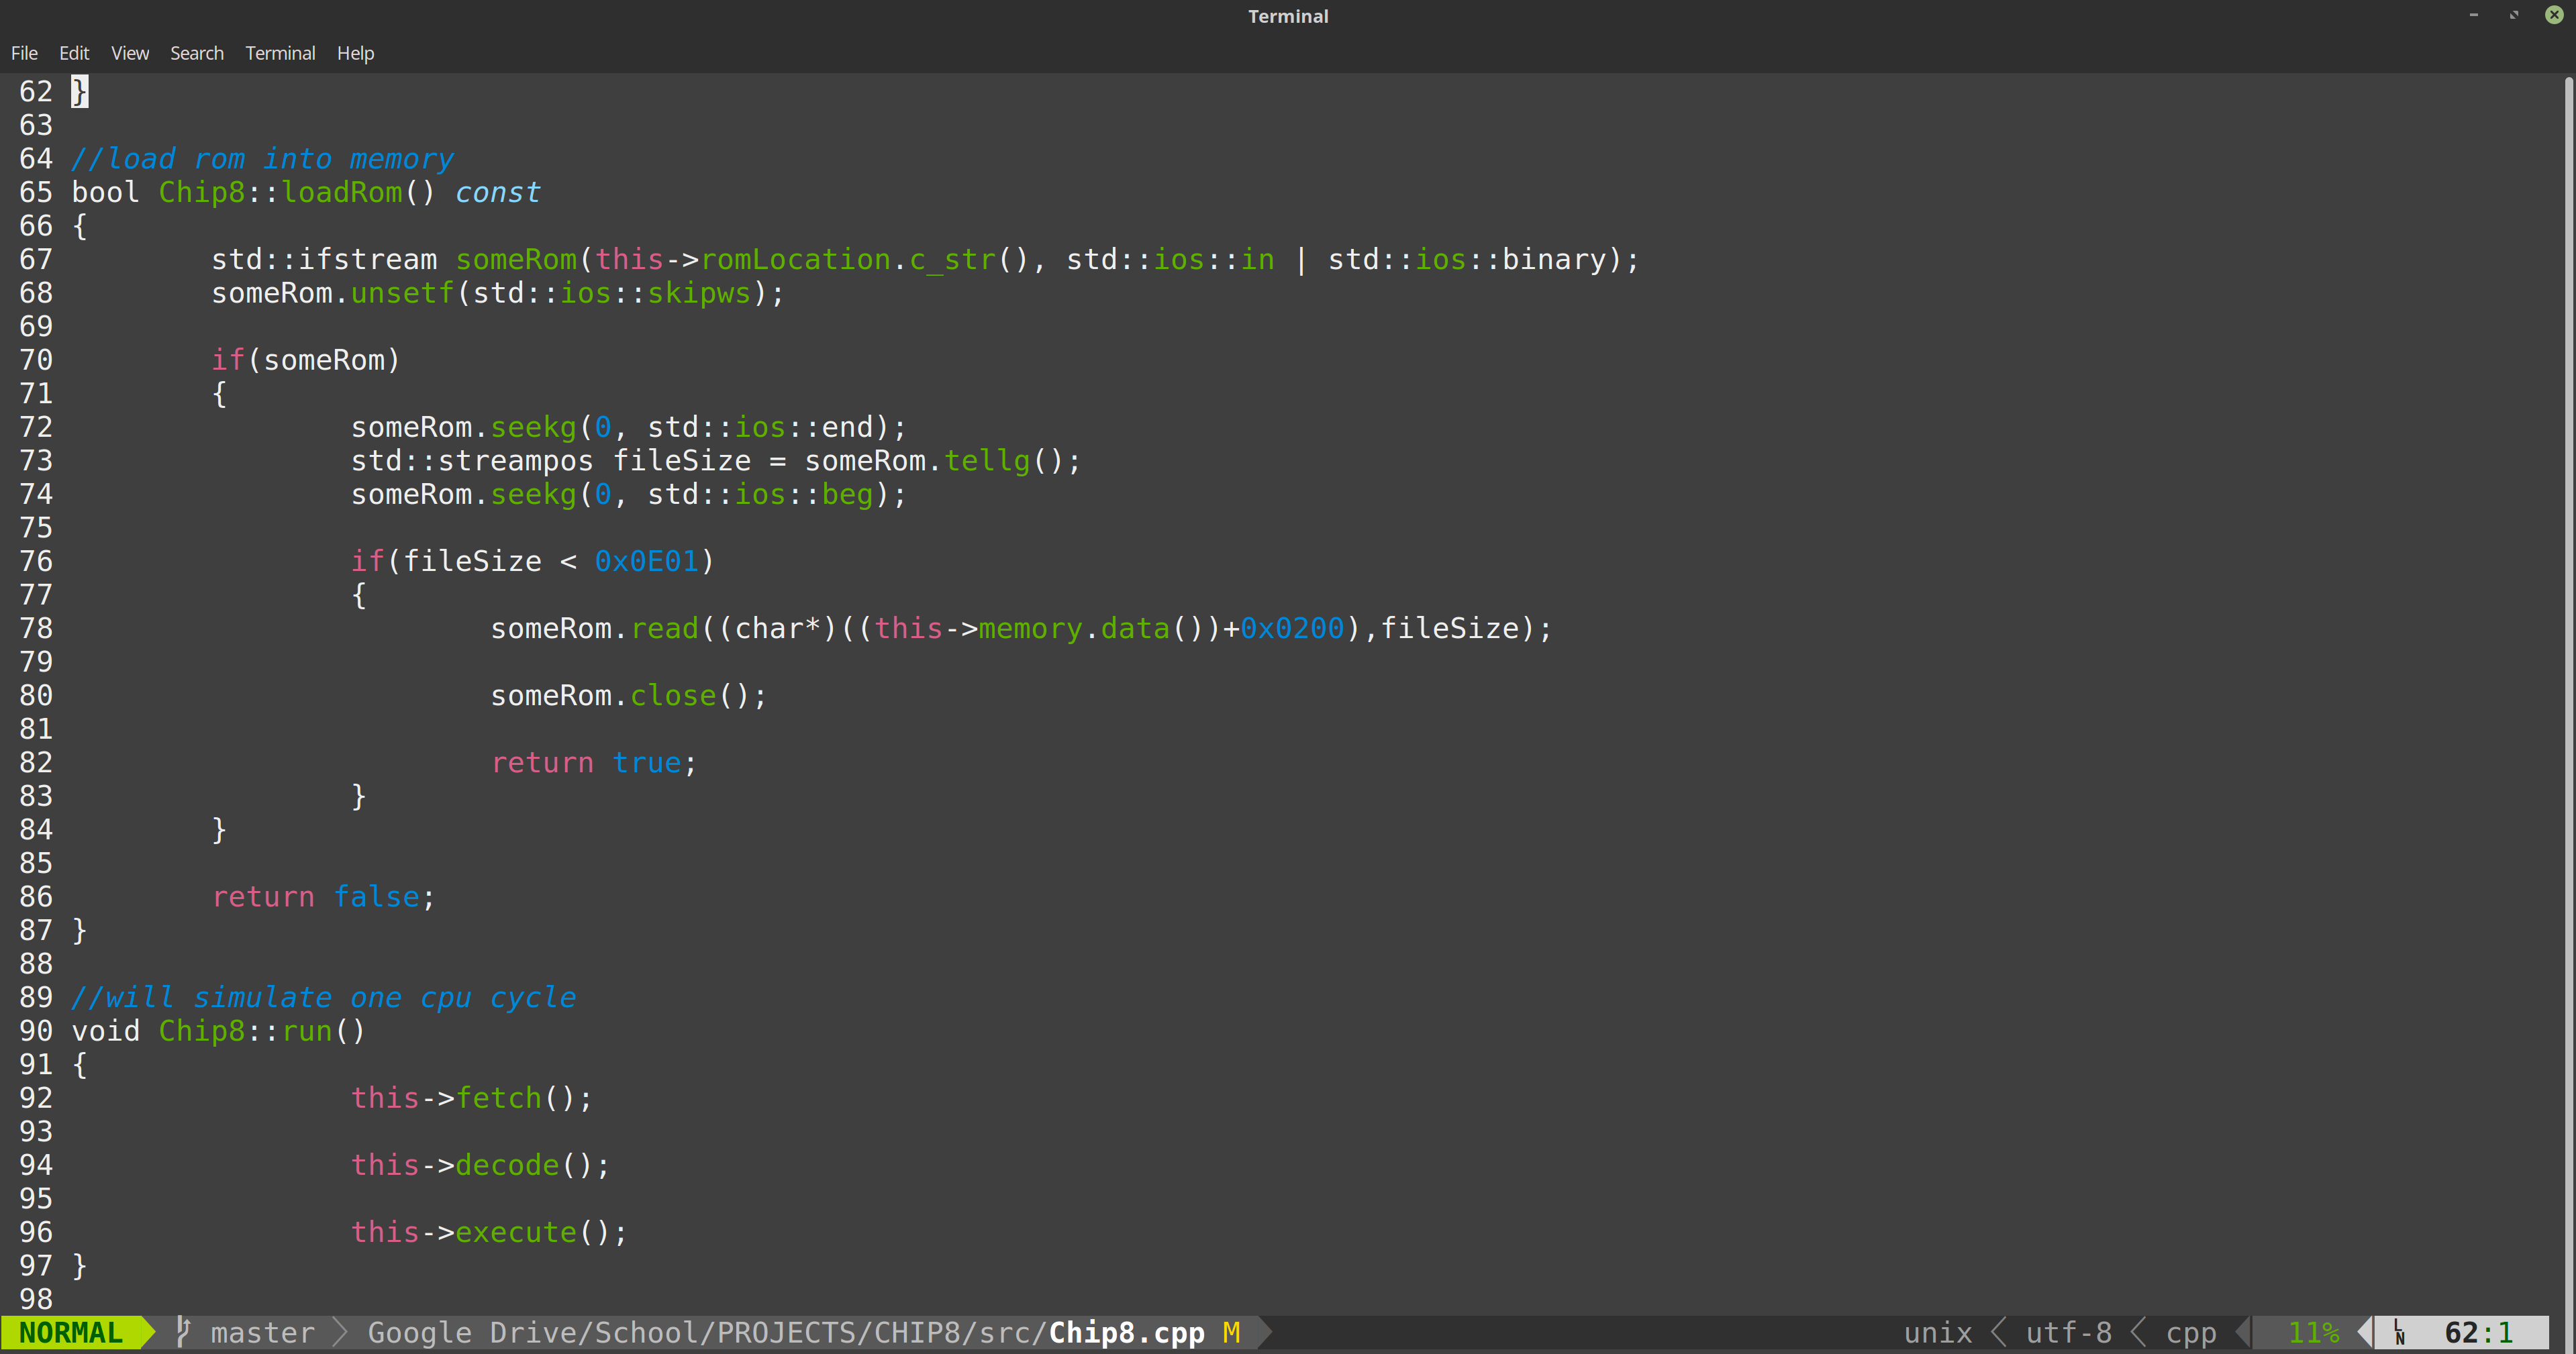 Terminal
File Edit View Search Terminal Help
62 }
63
64 //load rom into memory
65 bool Chip8::loadRom() const
66 {
67         std::ifstream someRom(this->romLocation.c_str(), std::ios::in | std::ios::binary);
68         someRom.unsetf(std::ios::skipws);
69
70         if(someRom)
71         {
72                 someRom.seekg(0, std::ios::end);
73                 std::streampos fileSize = someRom.tellg();
74                 someRom.seekg(0, std::ios::beg);
75
76                 if(fileSize < 0x0E01)
77                 {
78                         someRom.read((char*)((this->memory.data())+0x0200),fileSize);
79
80                         someRom.close();
81
82                         return true;
83                 }
84         }
85
86         return false;
87 }
88
89 //will simulate one cpu cycle
90 void Chip8::run()
91 {
92                 this->fetch();
93
94                 this->decode();
95
96                 this->execute();
97 }
98
NORMAL master Google Drive/School/PROJECTS/CHIP8/src/Chip8.cpp M unix utf-8 cpp 11% LN 62:1